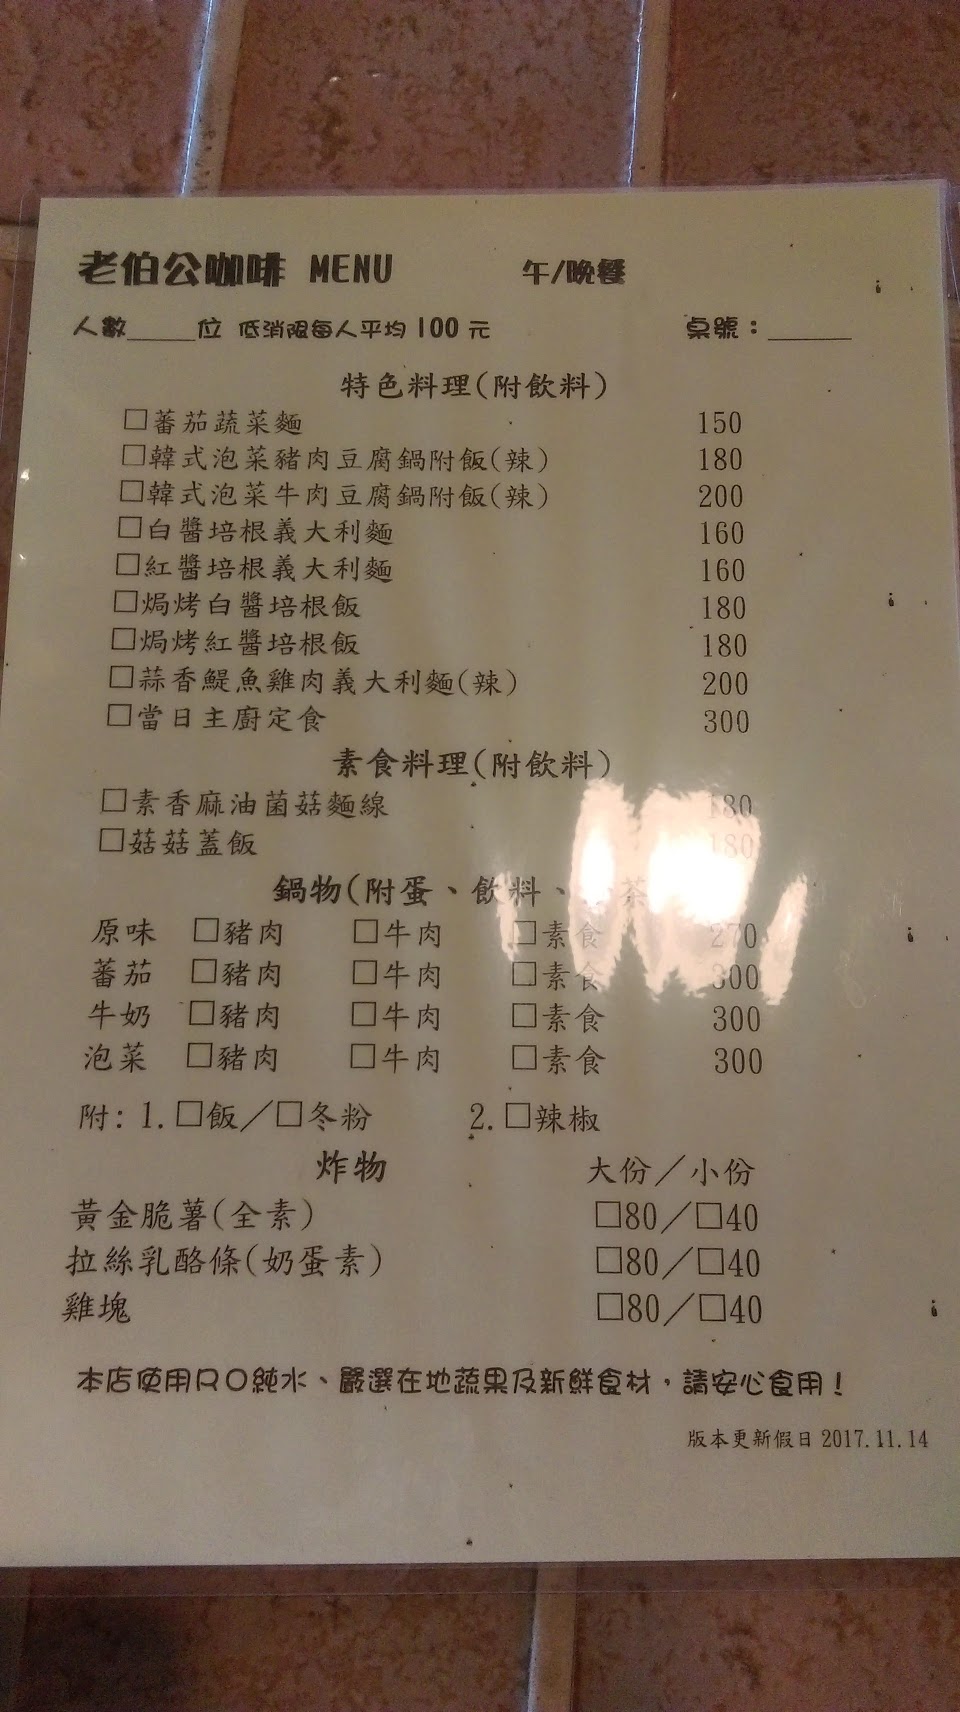 老伯公咖啡 MENU 午/晚餐
人數_____位 低消限每人平均100元 桌號：______
特色料理(附飲料)
□蕃茄蔬菜麵 150
□韓式泡菜豬肉豆腐鍋附飯(辣) 180
□韓式泡菜牛肉豆腐鍋附飯(辣) 200
□白醬培根義大利麵 160
□紅醬培根義大利麵 160
□焗烤白醬培根飯 180
□焗烤紅醬培根飯 180
□蒜香鯷魚雞肉義大利麵(辣) 200
□當日主廚定食 300
素食料理(附飲料)
□素香麻油菌菇麵線 180
□菇菇蓋飯 180
鍋物(附蛋、飲料、 茶
原味 □豬肉 □牛肉 □素食 270
蕃茄 □豬肉 □牛肉 □素食 300
牛奶 □豬肉 □牛肉 □素食 300
泡菜 □豬肉 □牛肉 □素食 300
附: 1.□飯／□冬粉 2.□辣椒
炸物 大份／小份
黃金脆薯(全素) □80／□40
拉絲乳酪條(奶蛋素) □80／□40
雞塊 □80／□40
本店使用RO純水、嚴選在地蔬果及新鮮食材，請安心食用！
版本更新假日 2017.11.14